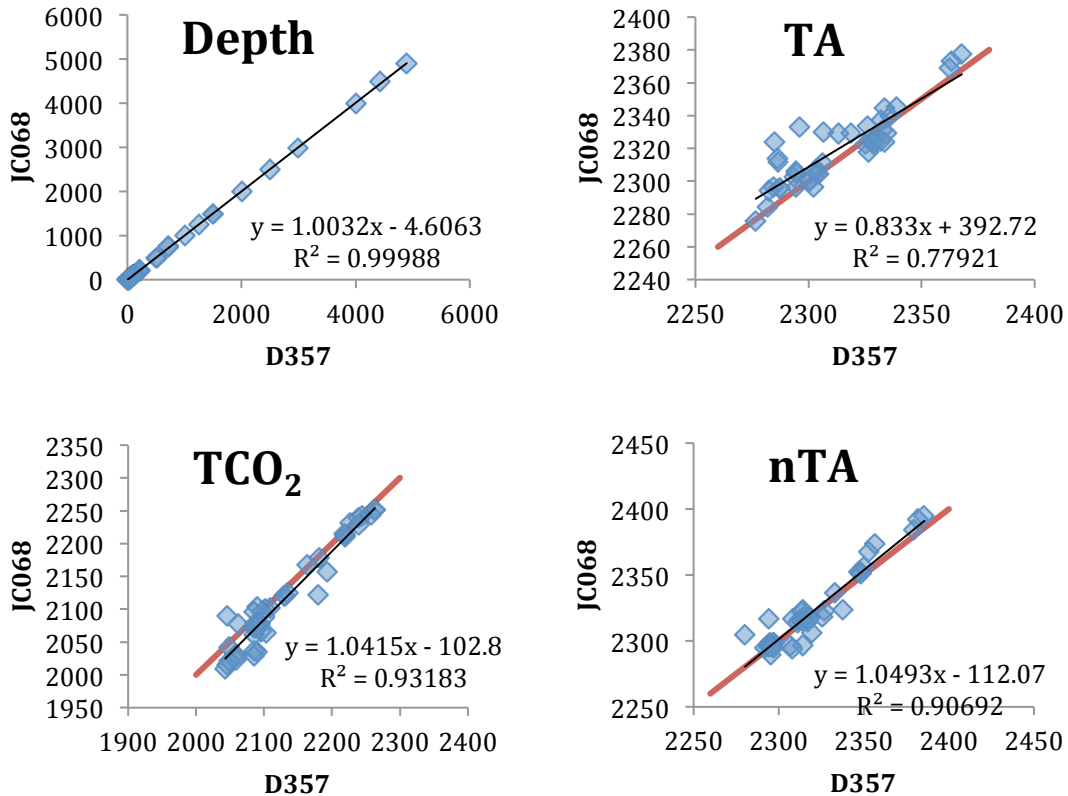 Depth
6000
5000
4000
3000
2000
1000
0
JC068
y = 1.0032x - 4.6063
R² = 0.99988
0 2000 4000 6000
D357
TA
2400
2380
2360
2340
2320
2300
2280
2260
2240
JC068
y = 0.833x + 392.72
R² = 0.77921
2250 2300 2350 2400
D357
TCO₂
2350
2300
2250
2200
2150
2100
2050
2000
1950
JC068
y = 1.0415x - 102.8
R² = 0.93183
1900 2000 2100 2200 2300 2400
D357
nTA
2450
2400
2350
2300
2250
JC068
y = 1.0493x - 112.07
R² = 0.90692
2250 2300 2350 2400 2450
D357